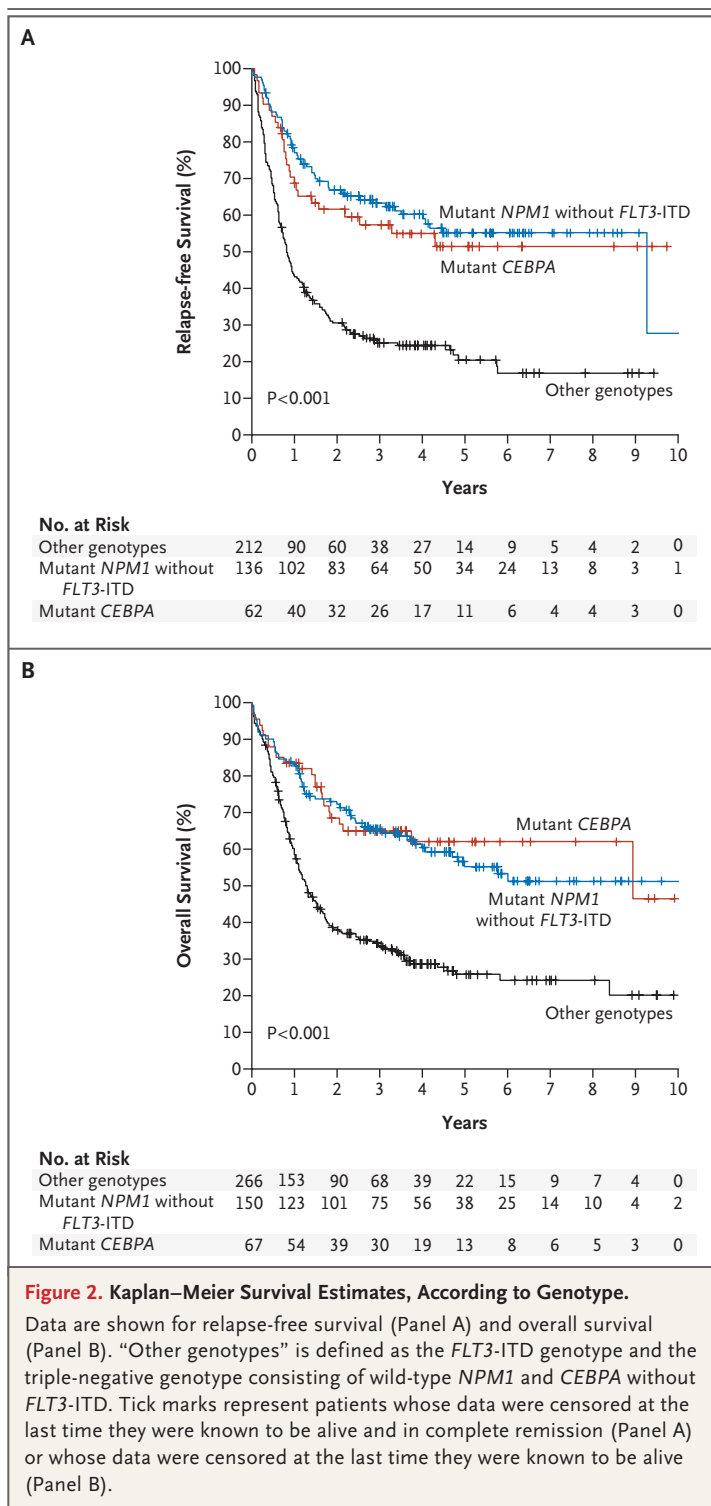 A
100
90
80
70
60
50
40
30
20
10
0
Relapse-free Survival (%)
Mutant NPM1 without FLT3-ITD
Mutant CEBPA
Other genotypes
P<0.001
0 1 2 3 4 5 6 7 8 9 10
Years
No. at Risk
Other genotypes 212 90 60 38 27 14 9 5 4 2 0
Mutant NPM1 without 136 102 83 64 50 34 24 13 8 3 1
FLT3-ITD
Mutant CEBPA 62 40 32 26 17 11 6 4 4 3 0
B
100
90
80
70
60
50
40
30
20
10
0
Overall Survival (%)
Mutant CEBPA
Mutant NPM1
without FLT3-ITD
Other genotypes
P<0.001
0 1 2 3 4 5 6 7 8 9 10
Years
No. at Risk
Other genotypes 266 153 90 68 39 22 15 9 7 4 0
Mutant NPM1 without 150 123 101 75 56 38 25 14 10 4 2
FLT3-ITD
Mutant CEBPA 67 54 39 30 19 13 8 6 5 3 0
Figure 2. Kaplan–Meier Survival Estimates, According to Genotype.
Data are shown for relapse-free survival (Panel A) and overall survival
(Panel B). “Other genotypes” is defined as the FLT3-ITD genotype and the
triple-negative genotype consisting of wild-type NPM1 and CEBPA without
FLT3-ITD. Tick marks represent patients whose data were censored at the
last time they were known to be alive and in complete remission (Panel A)
or whose data were censored at the last time they were known to be alive
(Panel B).